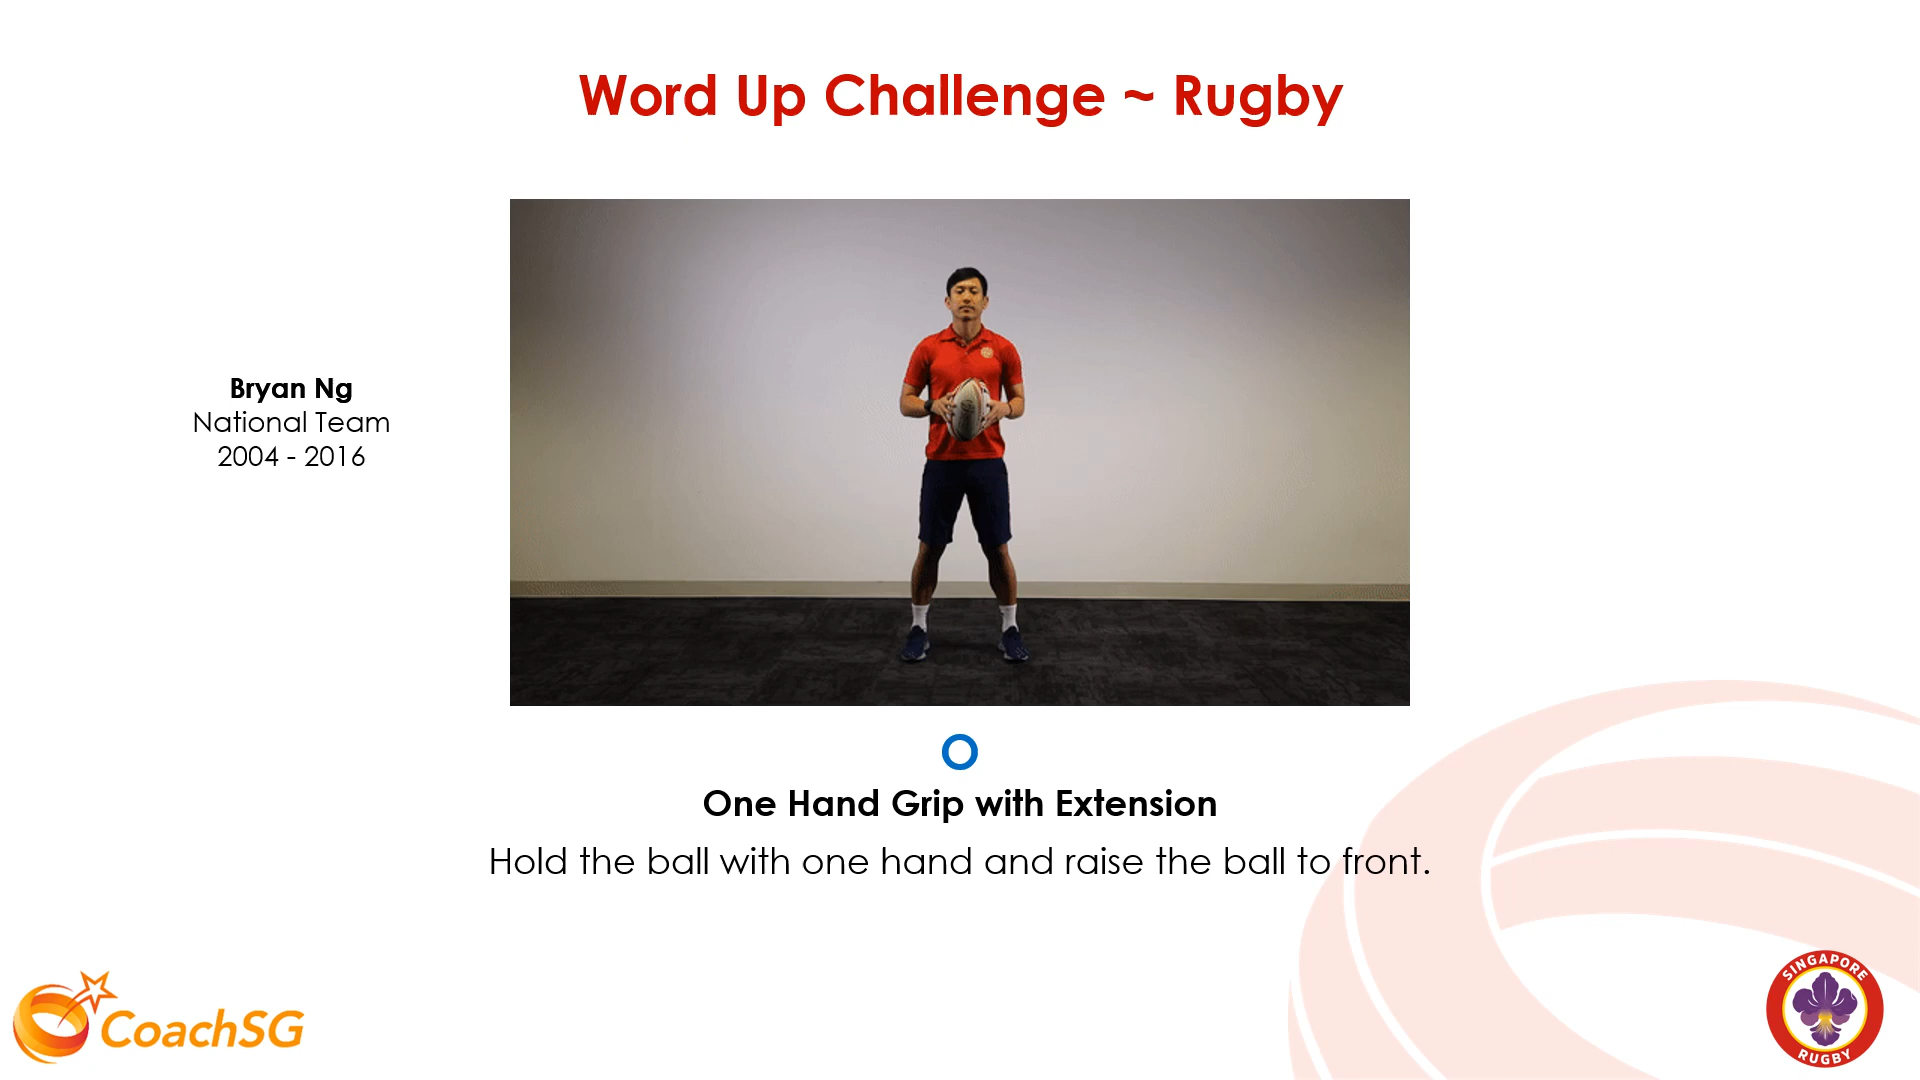 Word Up Challenge ~ Rugby
Bryan Ng
National Team
2004 - 2016
O
One Hand Grip with Extension
Hold the ball with one hand and raise the ball to front.
CoachSG
SINGAPORE
RUGBY